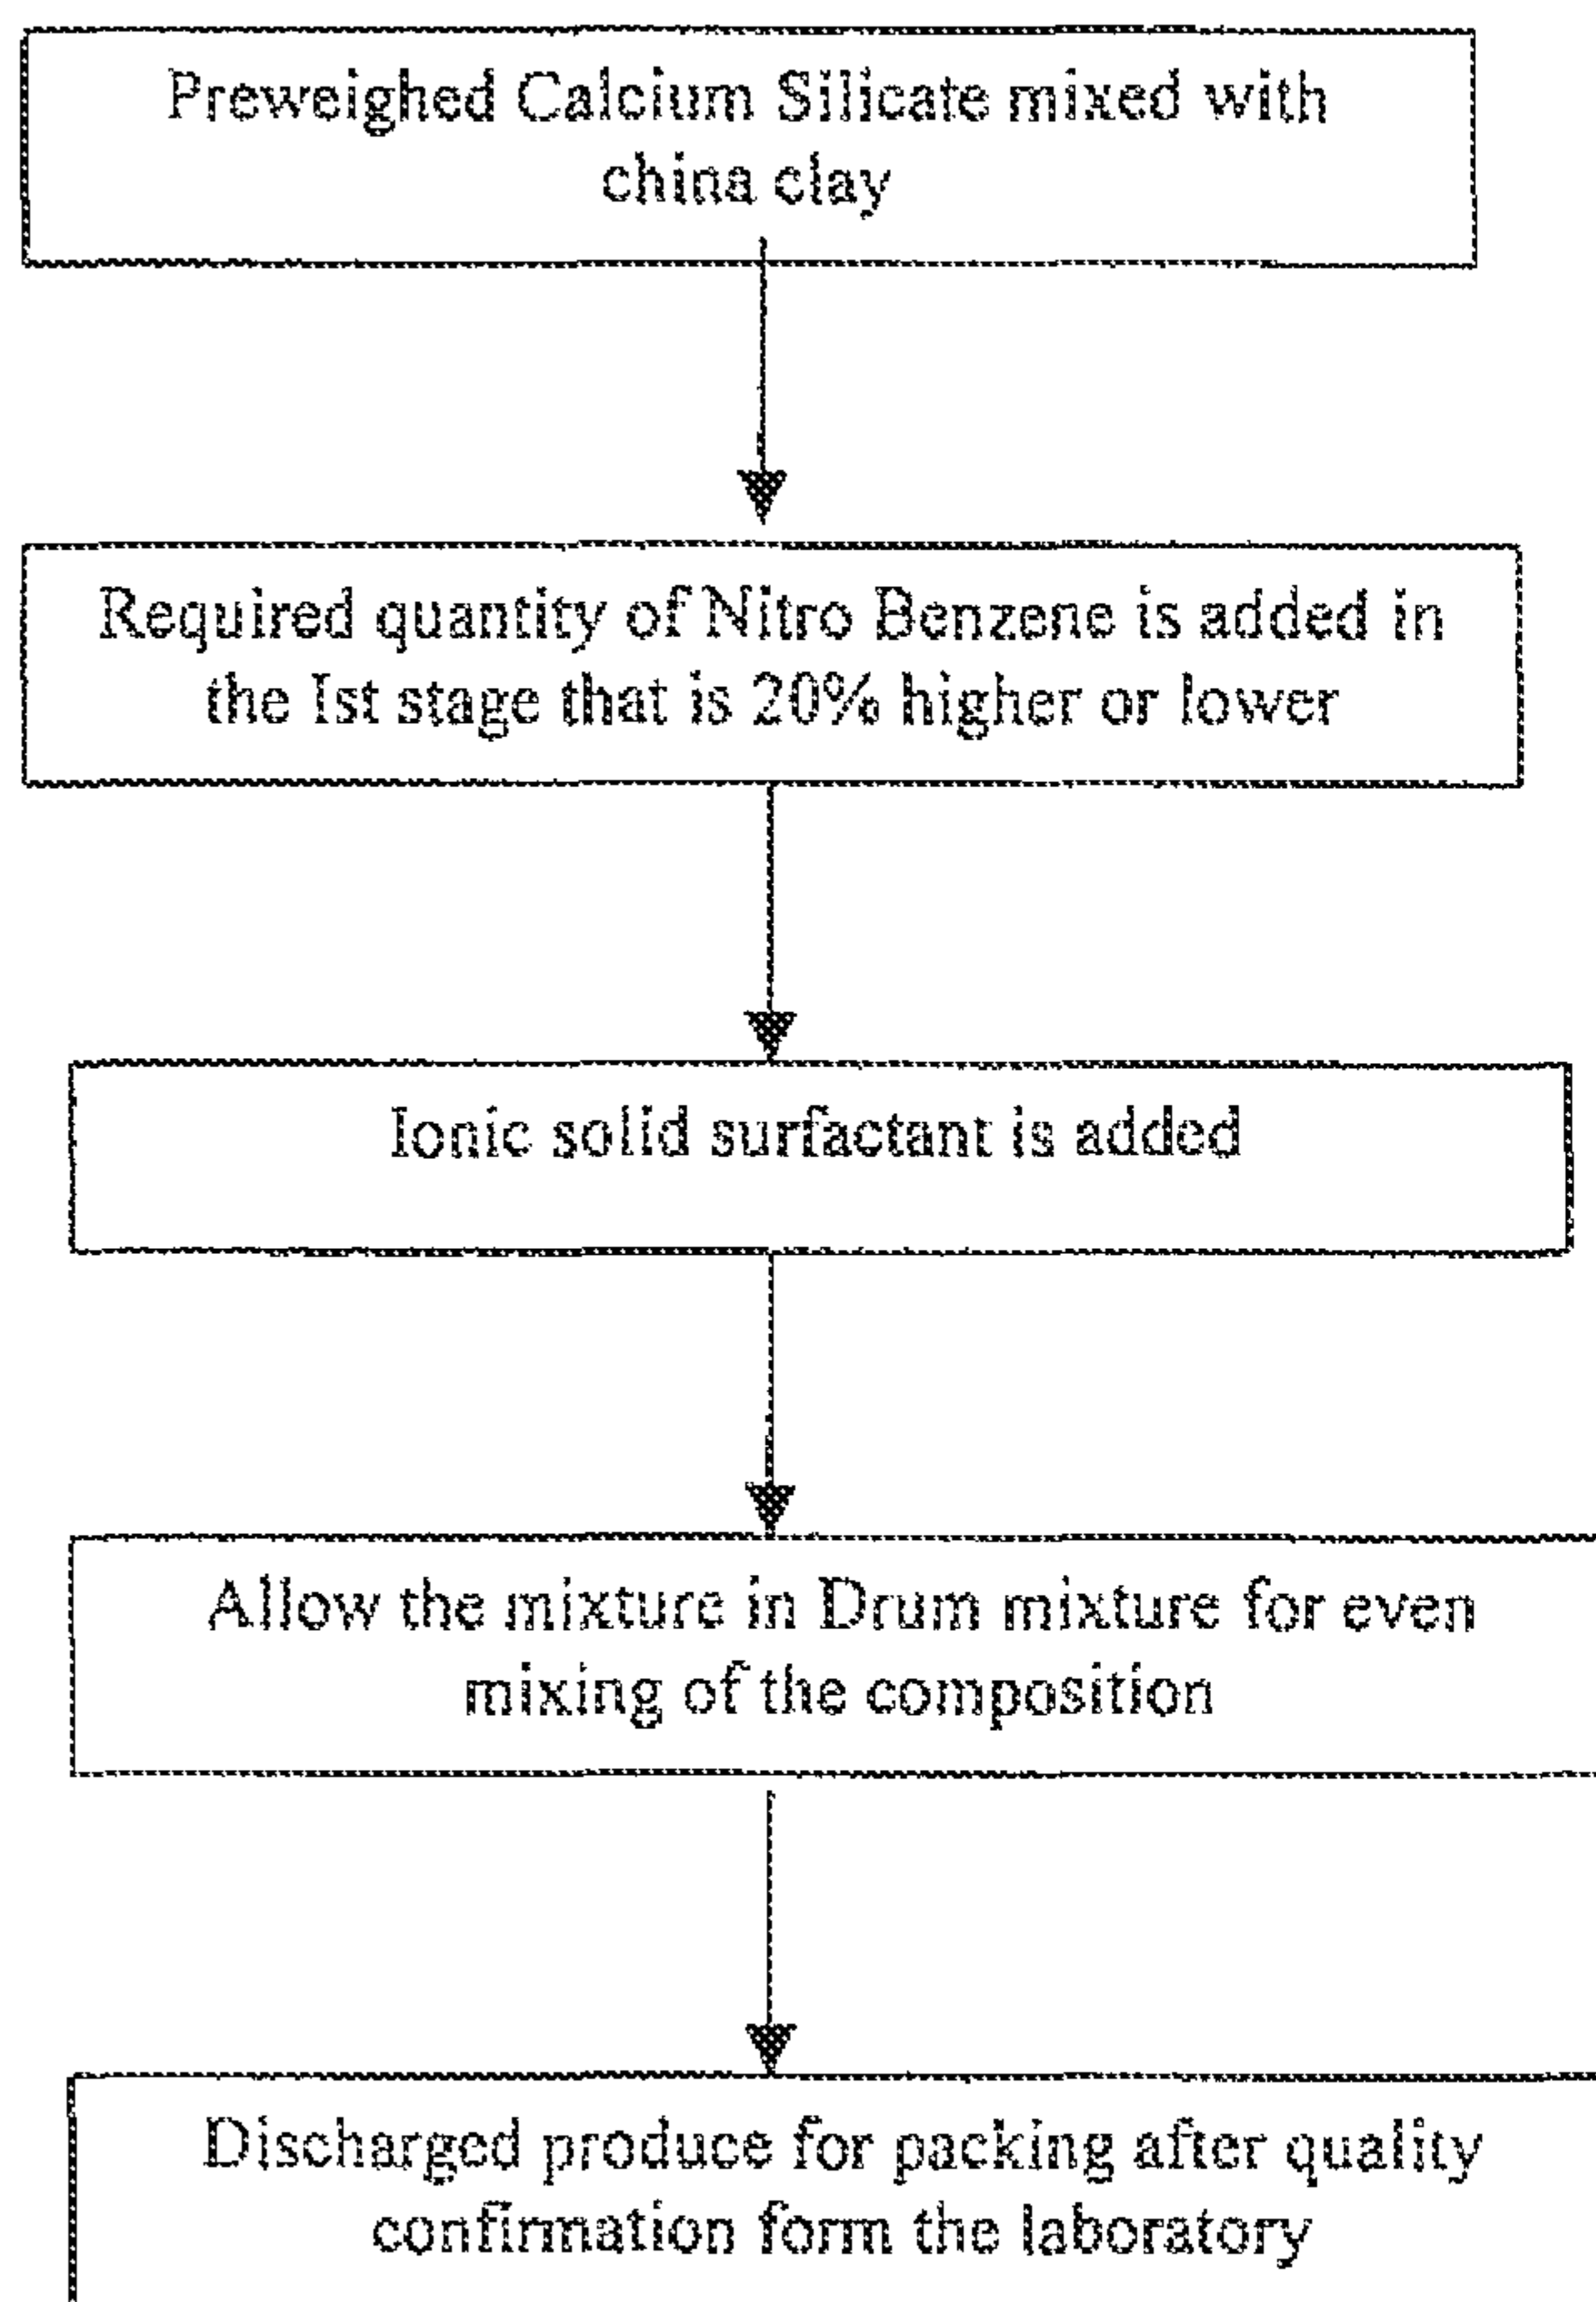 Preweighed Calcium Silicate mixed with
china clay
Required quantity of Nitro Benzene is added in
the Ist stage that is 20% higher or lower
Ionic solid surfactant is added
Allow the mixture in Drum mixture for even
mixing of the composition
Discharged produce for packing after quality
confirmation form the laboratory